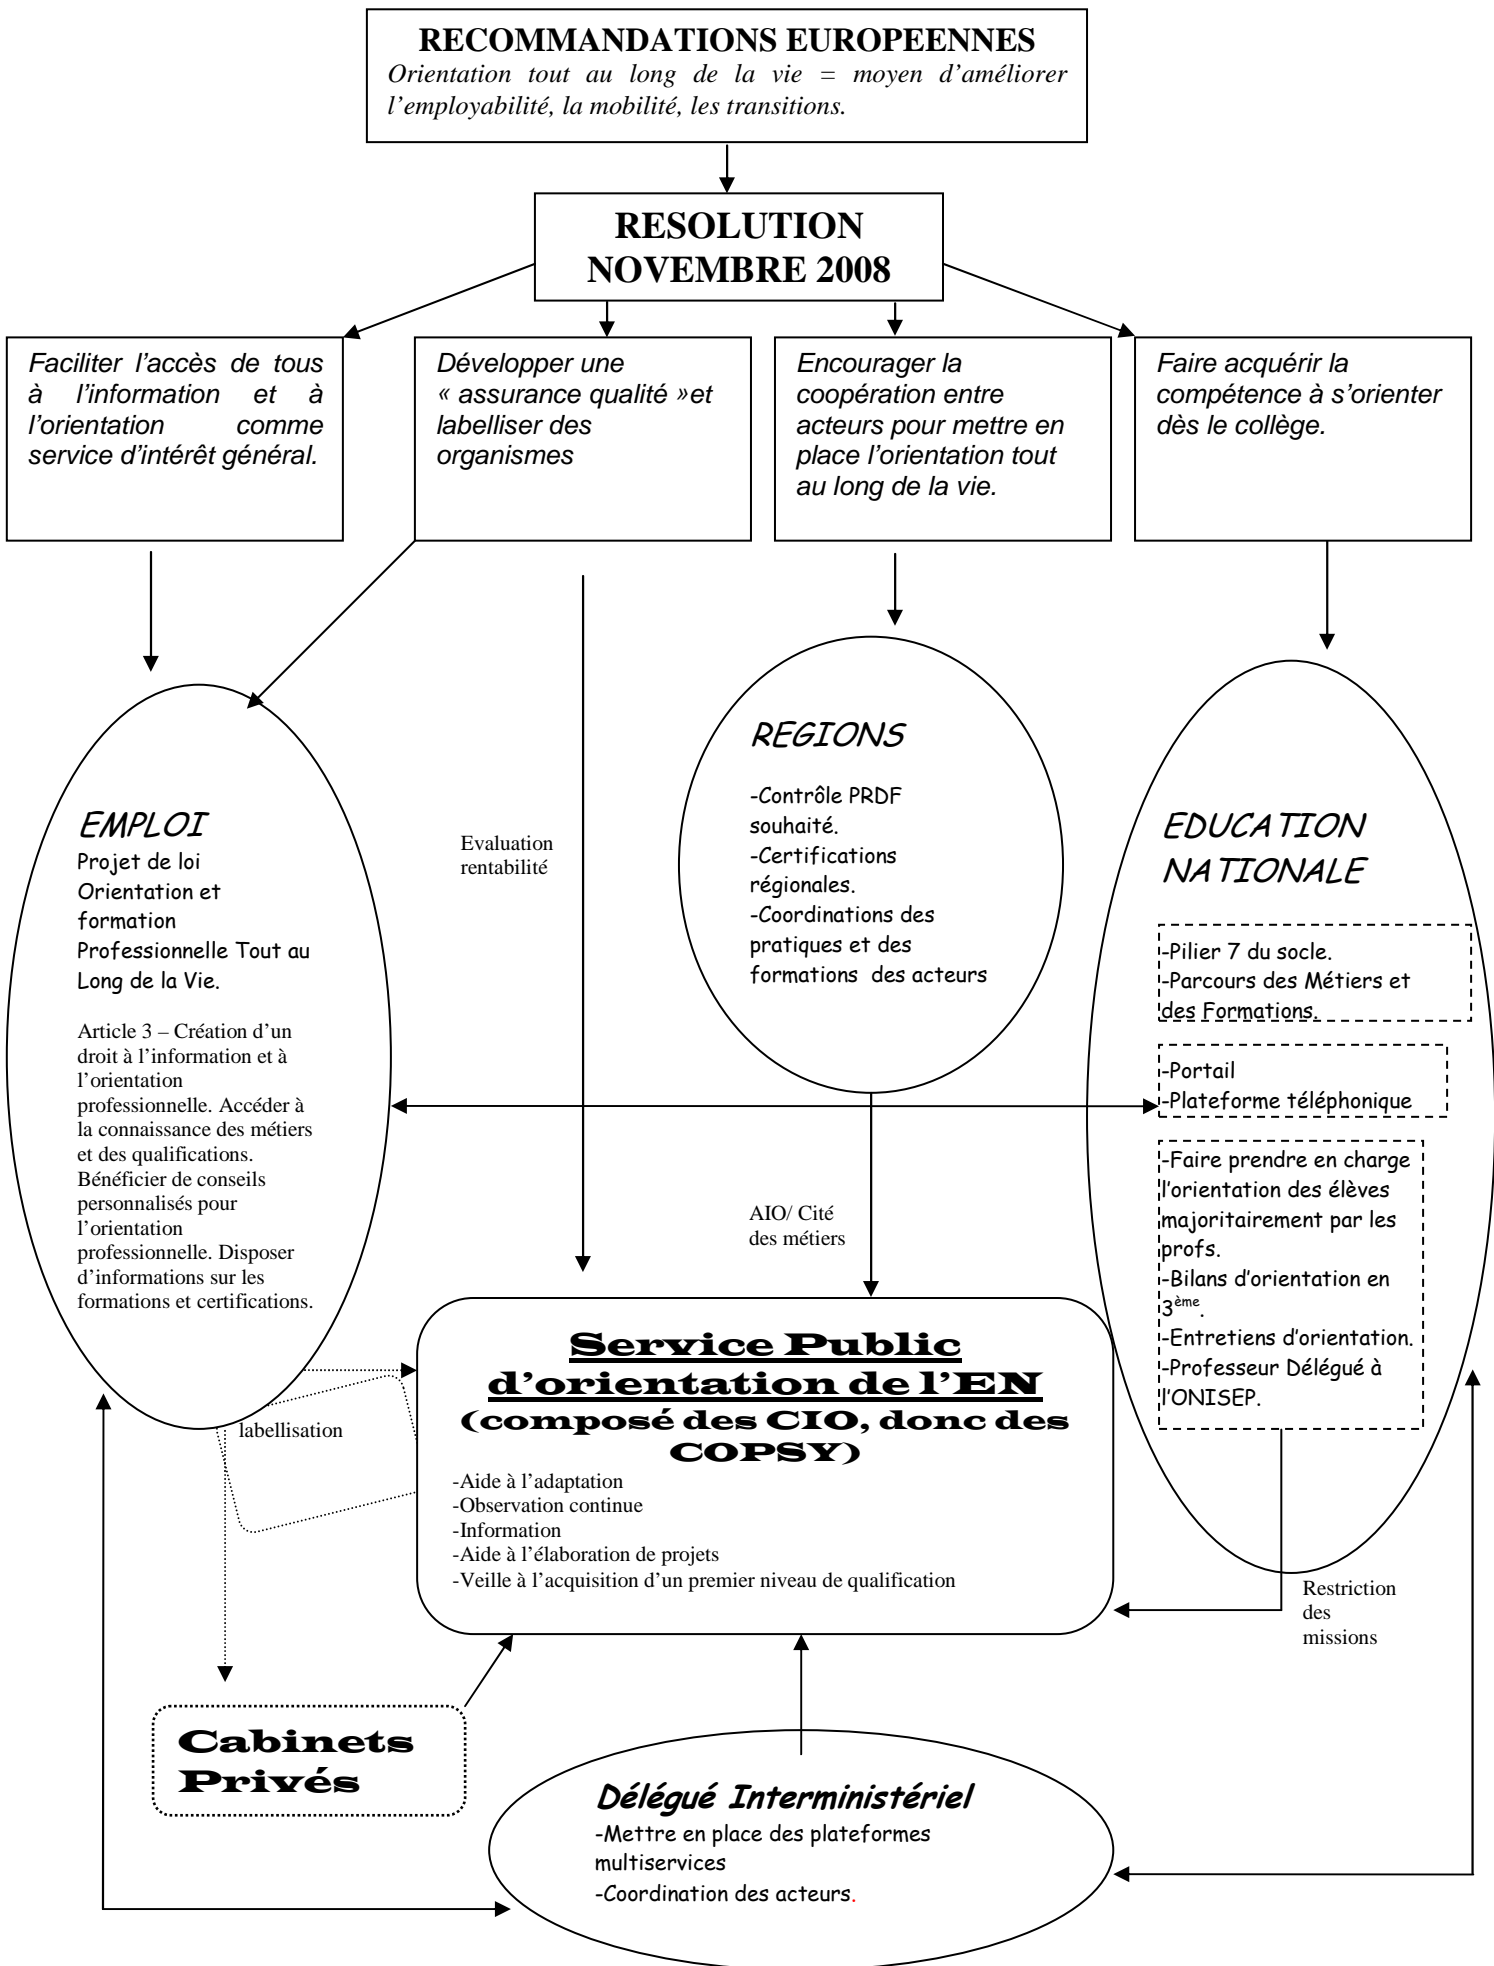 RECOMMANDATIONS EUROPEENNES
Orientation tout au long de la vie = moyen d'améliorer
l'employabilité, la mobilité, les transitions.
RESOLUTION
NOVEMBRE 2008
Faciliter l'accès de tous
à l'information et à
l'orientation comme
service d'intérêt général.
Développer une
« assurance qualité »et
labelliser des
organismes
Encourager la
coopération entre
acteurs pour mettre en
place l'orientation tout
au long de la vie.
Faire acquérir la
compétence à s'orienter
dès le collège.
EMPLOI
Projet de loi
Orientation et
formation
Professionnelle Tout au
Long de la Vie.
Article 3 – Création d'un
droit à l'information et à
l'orientation
professionnelle. Accéder à
la connaissance des métiers
et des qualifications.
Bénéficier de conseils
personnalisés pour
l'orientation
professionnelle. Disposer
d'informations sur les
formations et certifications.
Evaluation
rentabilité
REGIONS
-Contrôle PRDF
souhaité.
-Certifications
régionales.
-Coordinations des
pratiques et des
formations des acteurs
EDUCATION
NATIONALE
-Pilier 7 du socle.
-Parcours des Métiers et
des Formations.
-Portail
-Plateforme téléphonique
-Faire prendre en charge
l'orientation des élèves
majoritairement par les
profs.
-Bilans d'orientation en
3ème.
-Entretiens d'orientation.
-Professeur Délégué à
l'ONISEP.
AIO/ Cité
des métiers
labellisation
Service Public
d'orientation de l'EN
(composé des CIO, donc des
COPSY)
-Aide à l'adaptation
-Observation continue
-Information
-Aide à l'élaboration de projets
-Veille à l'acquisition d'un premier niveau de qualification
Restriction
des
missions
Cabinets
Privés
Délégué Interministériel
-Mettre en place des plateformes
multiservices
-Coordination des acteurs.